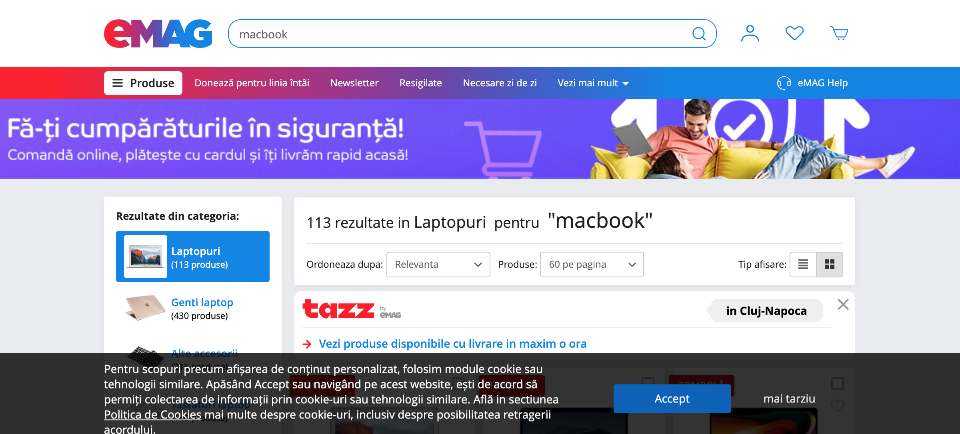 eMAG
macbook
Produse
Donează pentru linia întâi
Newsletter
Resigilate
Necesare zi de zi
Vezi mai mult
eMAG Help
Fă-ți cumpărăturile în siguranță!
Comandă online, plătește cu cardul și îți livrăm rapid acasă!
Rezultate din categoria:
Laptopuri
(113 produse)
Genti laptop
(430 produse)
Alte accesorii
113 rezultate in Laptopuri pentru "macbook"
Ordoneaza dupa: Relevanta
Produse: 60 pe pagina
Tip afisare:
tazz by eMAG
in Cluj-Napoca
Vezi produse disponibile cu livrare in maxim o ora
Pentru scopuri precum afișarea de conținut personalizat, folosim module cookie sau
tehnologii similare. Apăsând Accept sau navigând pe acest website, ești de acord să
permiți colectarea de informații prin cookie-uri sau tehnologii similare. Află in sectiunea
Politica de Cookies mai multe despre cookie-uri, inclusiv despre posibilitatea retragerii
acordului.
Accept
mai tarziu